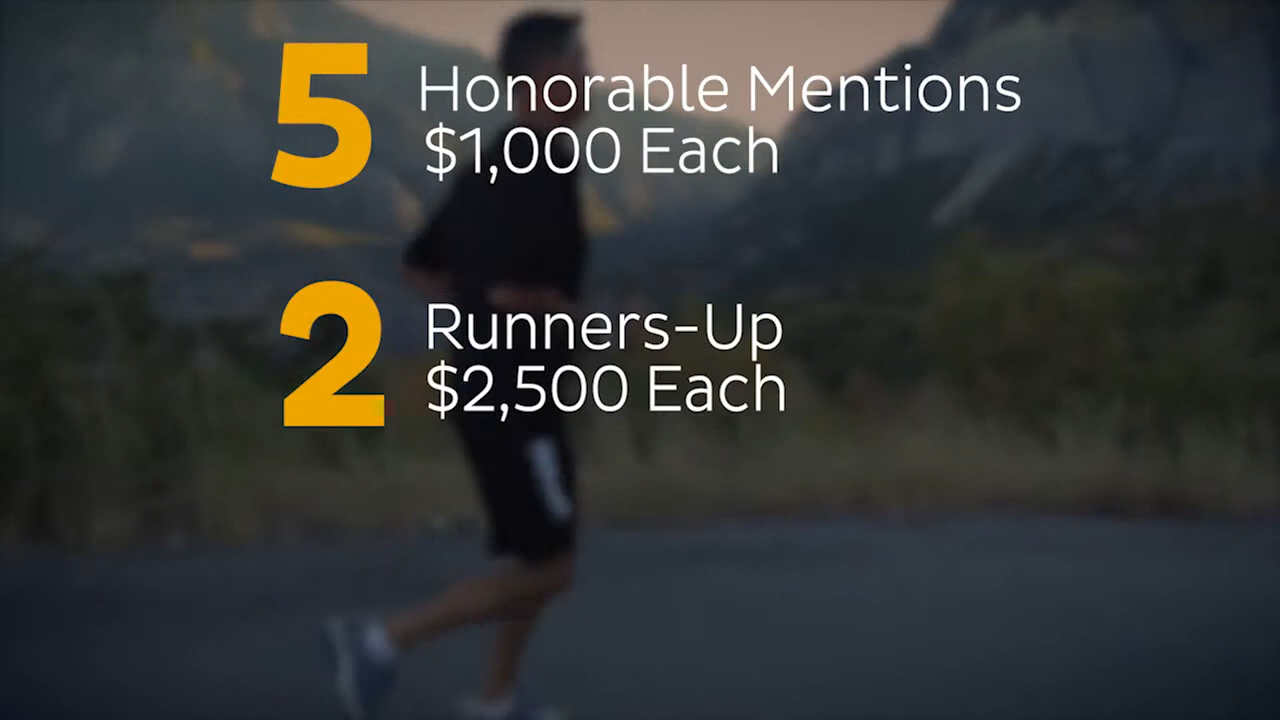 5 Honorable Mentions
$1,000 Each
2 Runners-Up
$2,500 Each